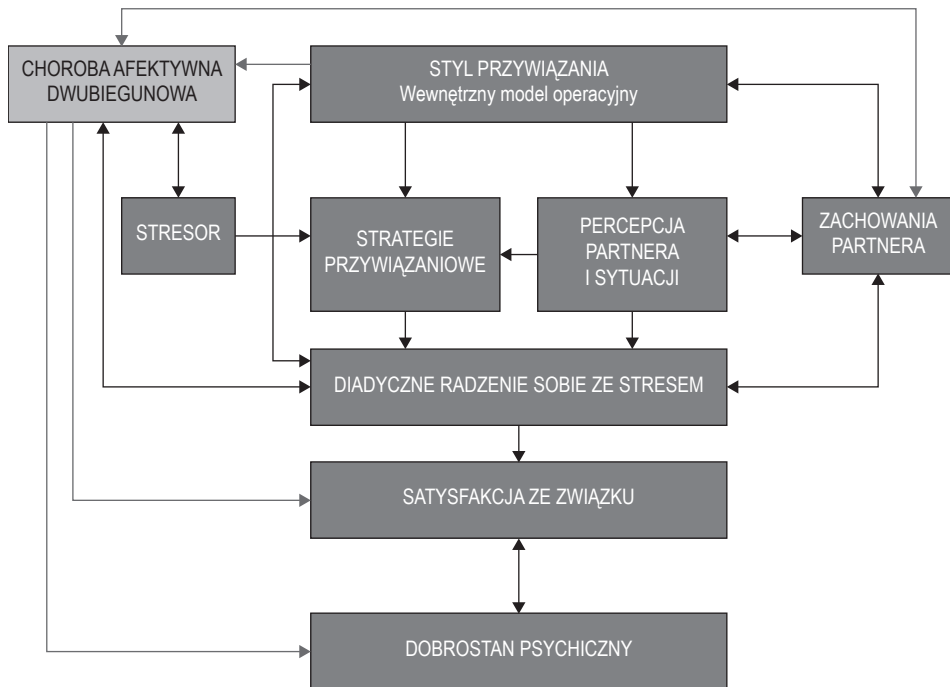 CHOROBA AFEKTYWNA
DWUBIEGUNOWA
STYL PRZYWIĄZANIA
Wewnętrzny model operacyjny
STRESOR
STRATEGIE
PRZYWIĄZANIOWE
PERCEPCJA
PARTNERA
I SYTUACJI
ZACHOWANIA
PARTNERA
DIADYCZNE RADZENIE SOBIE ZE STRESEM
SATYSFAKCJA ZE ZWIĄZKU
DOBROSTAN PSYCHICZNY